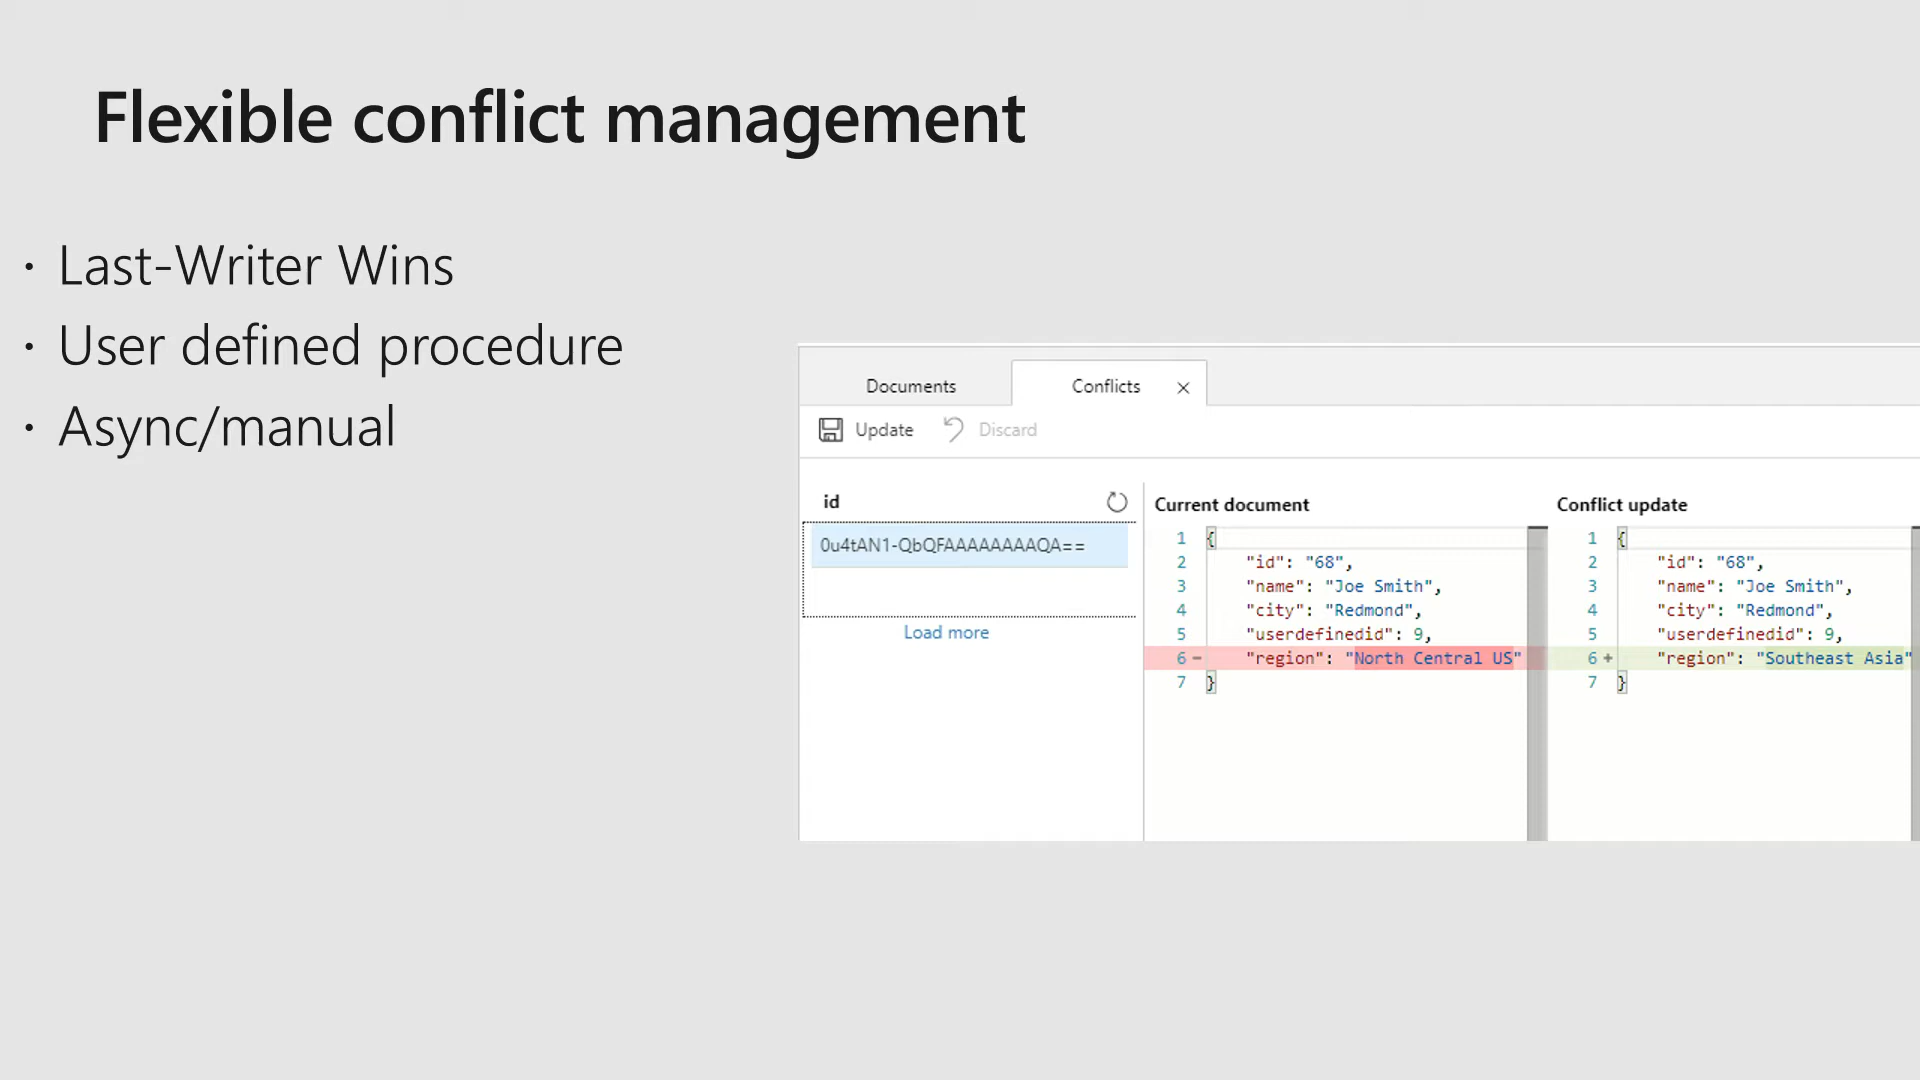 Flexible conflict management
· Last-Writer Wins
· User defined procedure
· Async/manual
Documents
Conflicts
Update
Discard
id
0u4tAN1-QbQFAAAAAAAAQA==
Load more
Current document
1 {
2 "id": "68",
3 "name": "Joe Smith",
4 "city": "Redmond",
5 "userdefinedid": 9,
6 - "region": "North Central US"
7 }
Conflict update
1 {
2 "id": "68",
3 "name": "Joe Smith",
4 "city": "Redmond",
5 "userdefinedid": 9,
6 + "region": "Southeast Asia"
7 }